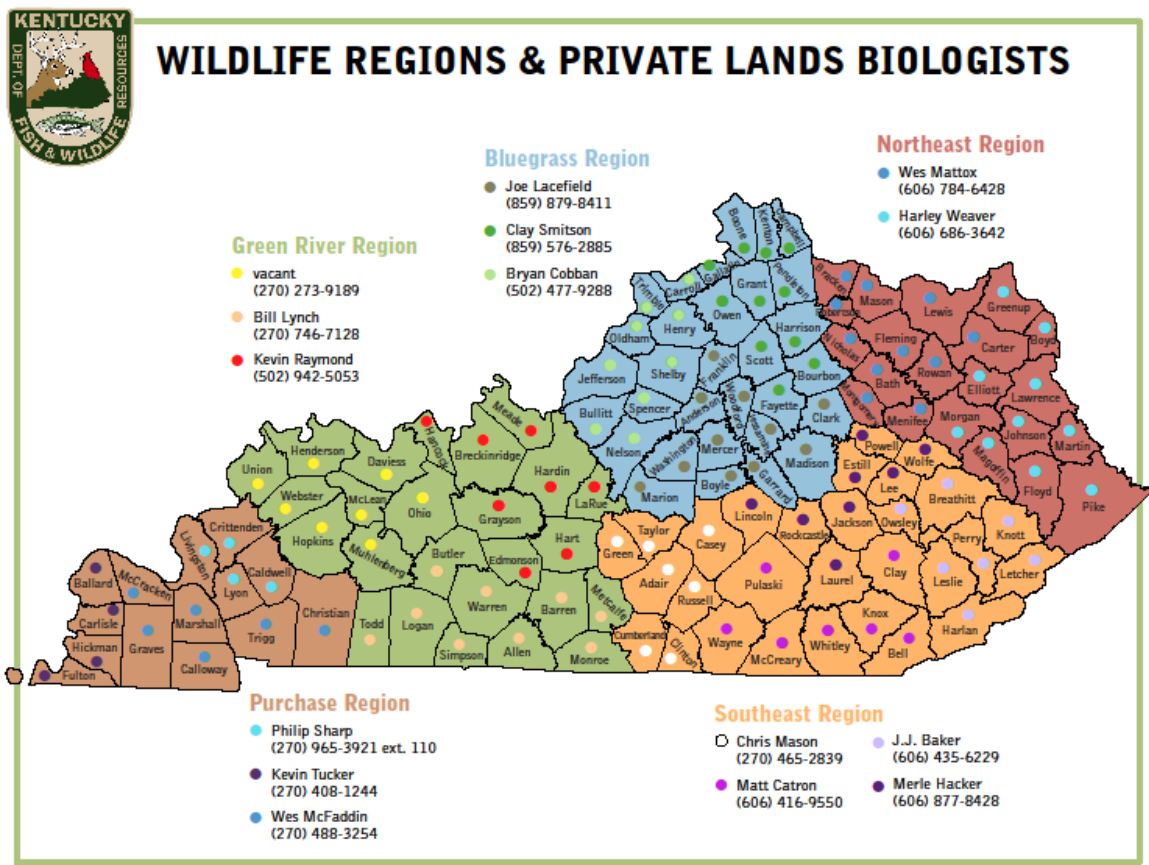 KENTUCKY
DEPT. OF
FISH & WILDLIFE
RESOURCES
WILDLIFE REGIONS & PRIVATE LANDS BIOLOGISTS
Northeast Region
Wes Mattox
(606) 784-6428
Harley Weaver
(606) 686-3642
Bluegrass Region
Joe Lacefield
(859) 879-8411
Clay Smitson
(859) 576-2885
Bryan Cobban
(502) 477-9288
Green River Region
vacant
(270) 273-9189
Bill Lynch
(270) 746-7128
Kevin Raymond
(502) 942-5053
Boone
Kenton
Campbell
Gallatin
Carroll
Trimble
Grant
Pendleton
Owen
Henry
Oldham
Harrison
Scott
Franklin
Shelby
Jefferson
Bourbon
Fayette
Woodford
Anderson
Spencer
Bullitt
Clark
Jessamine
Mercer
Washington
Nelson
Madison
Garrard
Boyle
Marion
Bracken
Mason
Robertson
Lewis
Greenup
Boyd
Fleming
Nicholas
Carter
Rowan
Bath
Elliott
Lawrence
Montgomery
Menifee
Morgan
Johnson
Martin
Magoffin
Floyd
Pike
Meade
Hancock
Breckinridge
Hardin
LaRue
Henderson
Daviess
Union
Webster
McLean
Ohio
Grayson
Hopkins
Muhlenberg
Butler
Edmonson
Hart
Warren
Barren
Metcalfe
Todd
Logan
Simpson
Allen
Monroe
Powell
Wolfe
Estill
Lee
Breathitt
Lincoln
Rockcastle
Jackson
Owsley
Perry
Knott
Taylor
Green
Casey
Adair
Pulaski
Laurel
Clay
Leslie
Letcher
Russell
Knox
Harlan
Cumberland
Clinton
Wayne
McCreary
Whitley
Bell
Crittenden
Livingston
Caldwell
Lyon
Christian
Ballard
McCracken
Carlisle
Marshall
Trigg
Hickman
Graves
Calloway
Fulton
Purchase Region
Philip Sharp
(270) 965-3921 ext. 110
Kevin Tucker
(270) 408-1244
Wes McFaddin
(270) 488-3254
Southeast Region
Chris Mason
(270) 465-2839
Matt Catron
(606) 416-9550
J.J. Baker
(606) 435-6229
Merle Hacker
(606) 877-8428